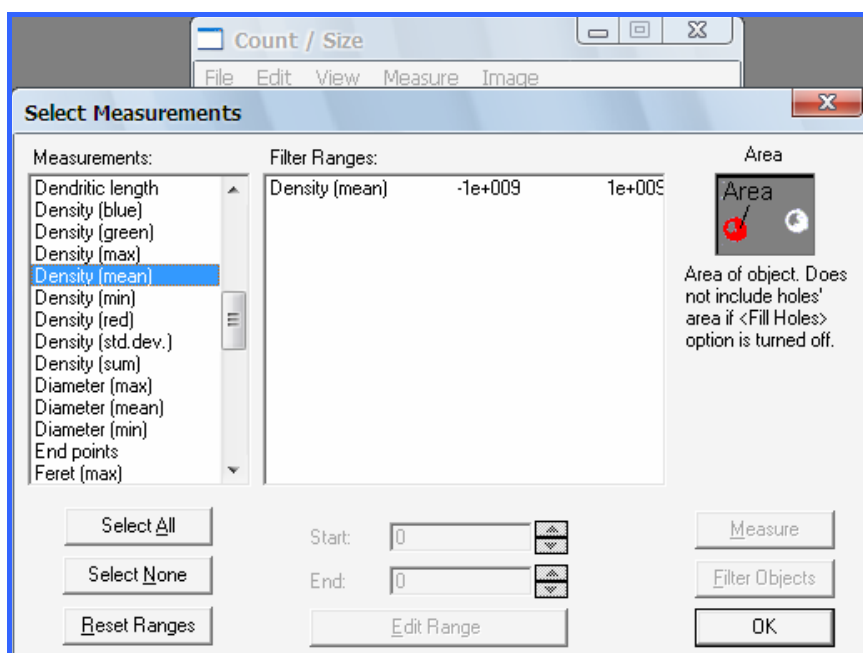 Count / Size
File Edit View Measure Image
Select Measurements
Measurements:
Dendritic length
Density (blue)
Density (green)
Density (max)
Density (mean)
Density (min)
Density (red)
Density (std.dev.)
Density (sum)
Diameter (max)
Diameter (mean)
Diameter (min)
End points
Feret (max)
Filter Ranges:
Density (mean) -1e+009 1e+009
Area
Area
Area of object. Does
not include holes'
area if <Fill Holes>
option is turned off.
Select All
Select None
Reset Ranges
Start: 0
End: 0
Edit Range
Measure
Filter Objects
OK